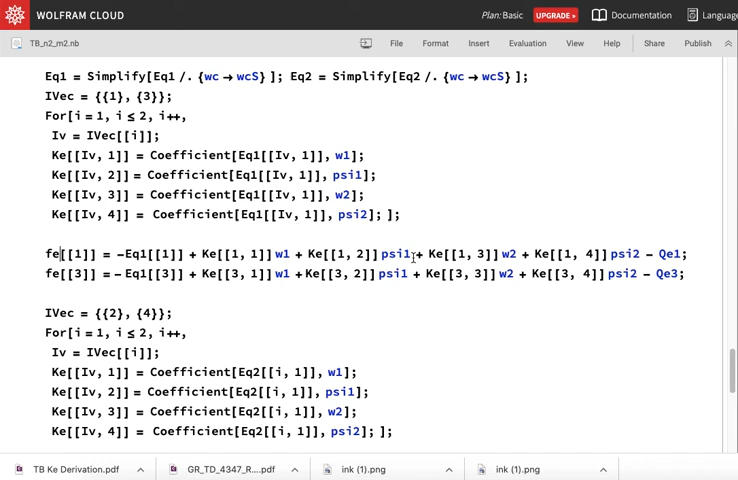 WOLFRAM CLOUD Plan: Basic UPGRADE » Documentation Language
TB_n2_m2.nb File Format Insert Evaluation View Help Share Publish
Eq1 = Simplify[Eq1 /. {wc → wcS} ]; Eq2 = Simplify[Eq2 /. {wc → wcS} ];
IVec = {{1}, {3}};
For[i = 1, i ≤ 2, i++,
Iv = IVec[[i]];
Ke[[Iv, 1]] = Coefficient[Eq1[[Iv, 1]], w1];
Ke[[Iv, 2]] = Coefficient[Eq1[[Iv, 1]], psi1];
Ke[[Iv, 3]] = Coefficient[Eq1[[Iv, 1]], w2];
Ke[[Iv, 4]] = Coefficient[Eq1[[Iv, 1]], psi2]; ];
fe[[1]] = -Eq1[[1]] + Ke[[1, 1]] w1 + Ke[[1, 2]] psi1 + Ke[[1, 3]] w2 + Ke[[1, 4]] psi2 - Qe1;
fe[[3]] = -Eq1[[3]] + Ke[[3, 1]] w1 + Ke[[3, 2]] psi1 + Ke[[3, 3]] w2 + Ke[[3, 4]] psi2 - Qe3;
IVec = {{2}, {4}};
For[i = 1, i ≤ 2, i++,
Iv = IVec[[i]];
Ke[[Iv, 1]] = Coefficient[Eq2[[i, 1]], w1];
Ke[[Iv, 2]] = Coefficient[Eq2[[i, 1]], psi1];
Ke[[Iv, 3]] = Coefficient[Eq2[[i, 1]], w2];
Ke[[Iv, 4]] = Coefficient[Eq2[[i, 1]], psi2]; ];
TB Ke Derivation.pdf GR_TD_4347_R....pdf ink (1).png ink (1).png